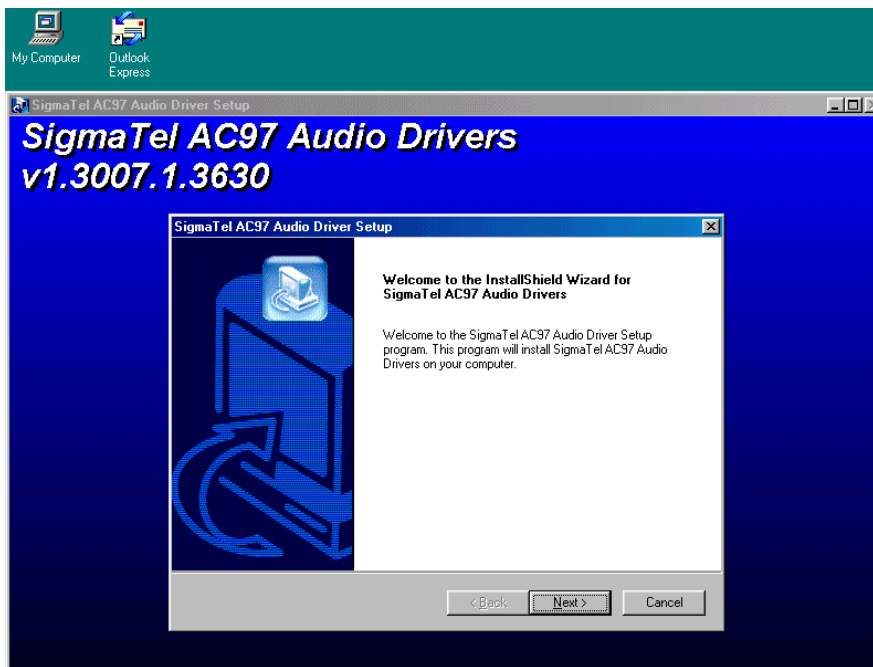 My Computer
Outlook
Express
SigmaTel AC97 Audio Driver Setup
SigmaTel AC97 Audio Drivers
v1.3007.1.3630
SigmaTel AC97 Audio Driver Setup
Welcome to the InstallShield Wizard for
SigmaTel AC97 Audio Drivers
Welcome to the SigmaTel AC97 Audio Driver Setup
program. This program will install SigmaTel AC97 Audio
Drivers on your computer.
< Back Next > Cancel